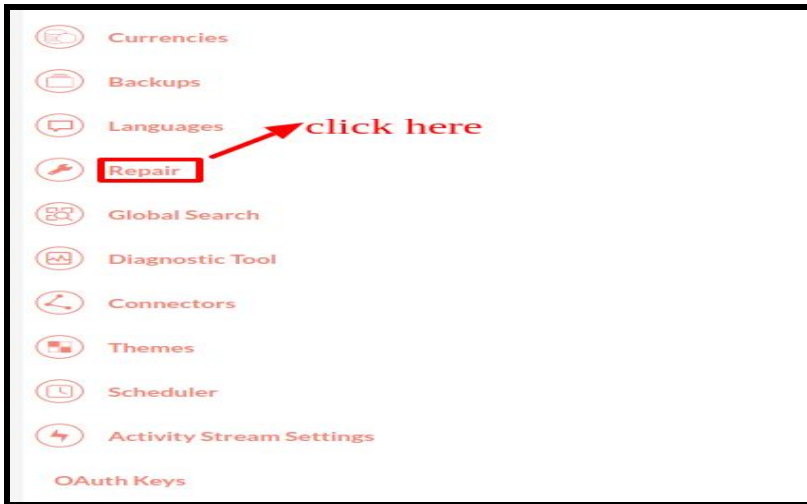 Currencies
Backups
Languages
click here
Repair
Global Search
Diagnostic Tool
Connectors
Themes
Scheduler
Activity Stream Settings
OAuth Keys